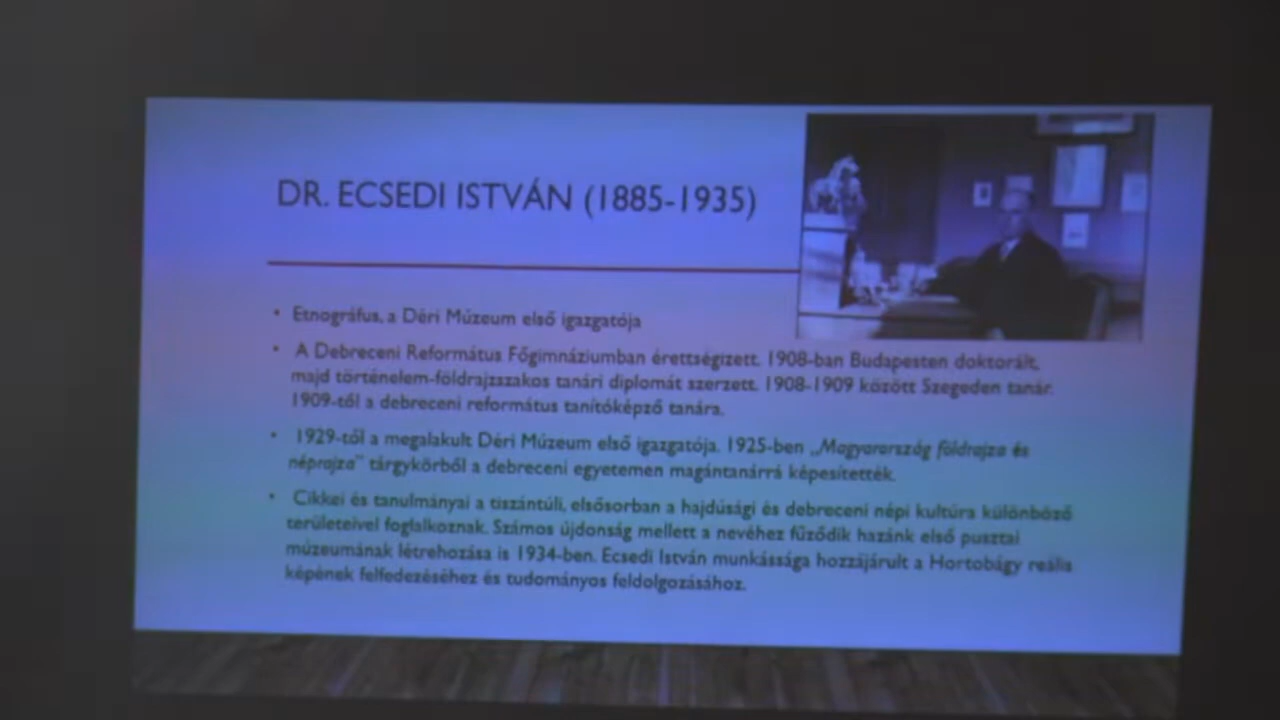 DR. ECSEDI ISTVÁN (1885-1935)
• Etnográfus, a Déri Múzeum első igazgatója
• A Debreceni Református Főgimnáziumban érettségizett. 1908-ban Budapesten doktorált,
majd történelem-földrajzszakos tanári diplomát szerzett. 1908-1909 között Szegeden tanár.
1909-től a debreceni református tanítóképző tanára.
• 1929-től a megalakult Déri Múzeum első igazgatója. 1925-ben „Magyarország földrajza és
néprajza” tárgykörből a debreceni egyetemen magántanárrá képesítették.
• Cikkei és tanulmányai a tiszántúli, elsősorban a hajdúsági és debreceni népi kultúra különböző
területeivel foglalkoznak. Számos újdonság mellett a nevéhez fűződik hazánk első pusztai
múzeumának létrehozása is 1934-ben. Ecsedi István munkássága hozzájárult a Hortobágy reális
képének felfedezéséhez és tudományos feldolgozásához.